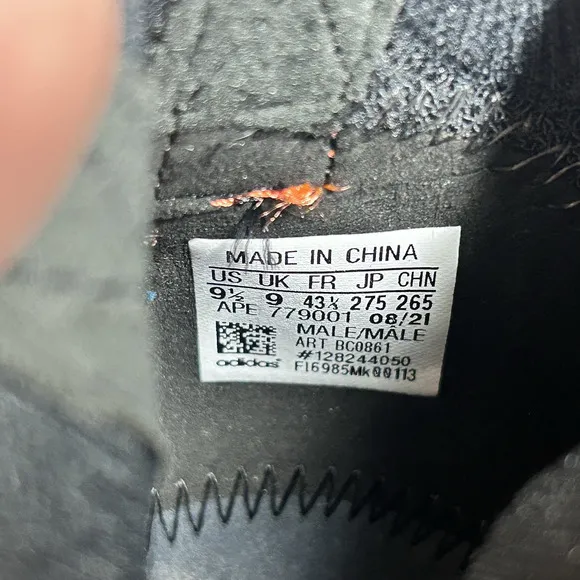 MADE IN CHINA
US UK FR JP CHN
9½ 9 43⅓ 275 265
APE 779001 08/21
MALE/MÂLE
ART BC0861
#128244050
adidas F16985MK00113